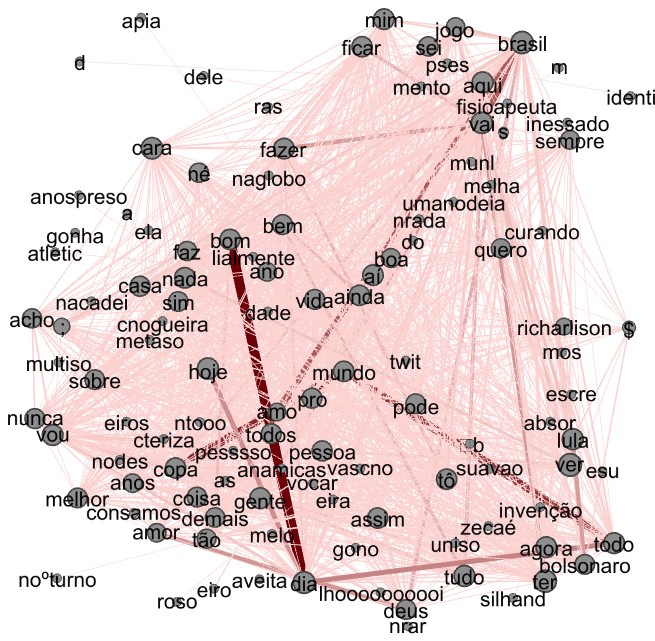 apia
mim
jogo
ficar
sei
brasil
d
pses
m
dele
mento
aqui
identi
ras
fisioapeuta
vai
s
inessado
sempre
cara
fazer
né
munl
naglobo
melha
anospreso
umanodeia
a
nrada
gonha
ela
bom
bem
do
curando
atletic
faz
lialmente
boa
quero
ano
aí
casa
nada
nacadei
sim
vida
ainda
acho
;
cnogueira
dade
richarlison
$
metaso
mos
multiso
hoje
mundo
twit
sobre
escre
pro
pode
nunca
amo
vou
eiros
ntooo
absor
cteriza
todos
b
lula
nodes
pesssso
pessoa
copa
anamicas
vascno
suavao
ver
esu
anos
as
vocar
tô
melhor
coisa
gente
eira
consamos
demais
assim
invenção
amor
tão
melo
zecaé
gono
uniso
agora
todo
bolsonaro
noºturno
aveita
dia
tudo
ter
eiro
lhoooooooooi
roso
silhand
deus
nrar